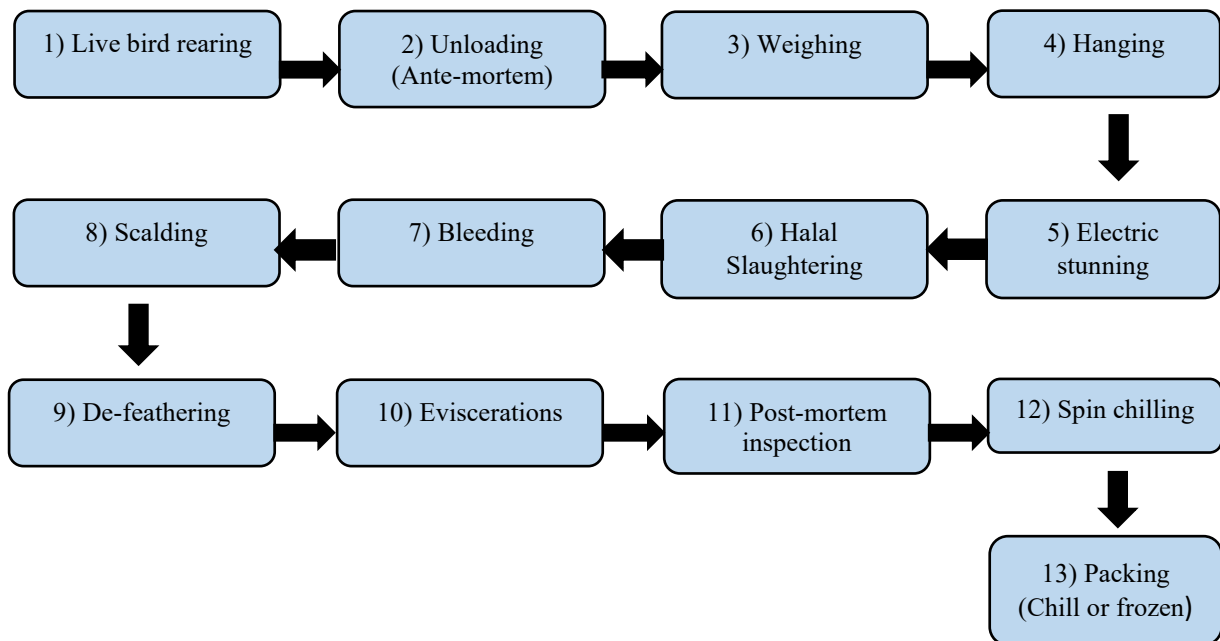 1) Live bird rearing
2) Unloading
(Ante-mortem)
3) Weighing
4) Hanging
5) Electric
stunning
6) Halal
Slaughtering
7) Bleeding
8) Scalding
9) De-feathering
10) Eviscerations
11) Post-mortem
inspection
12) Spin chilling
13) Packing
(Chill or frozen)